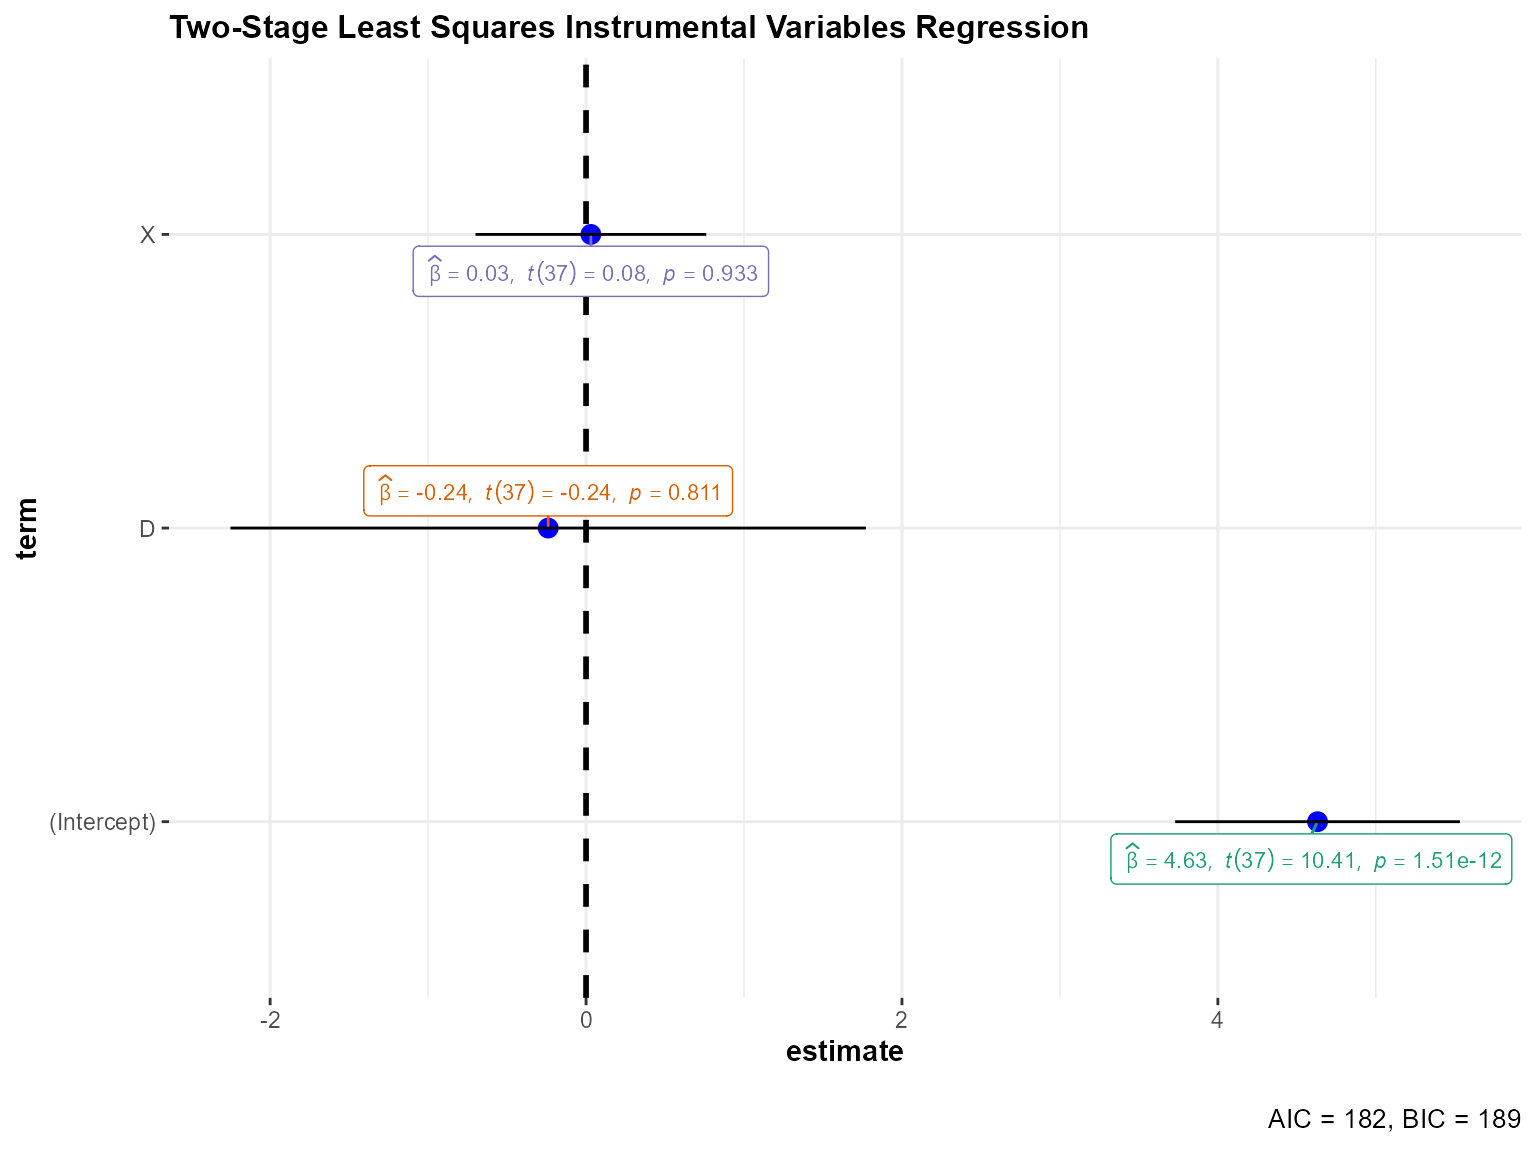 Two-Stage Least Squares Instrumental Variables Regression
X
β̂ = 0.03, t(37) = 0.08, p = 0.933
β̂ = -0.24, t(37) = -0.24, p = 0.811
D
term
(Intercept)
β̂ = 4.63, t(37) = 10.41, p = 1.51e-12
-2 0 2 4
estimate
AIC = 182, BIC = 189